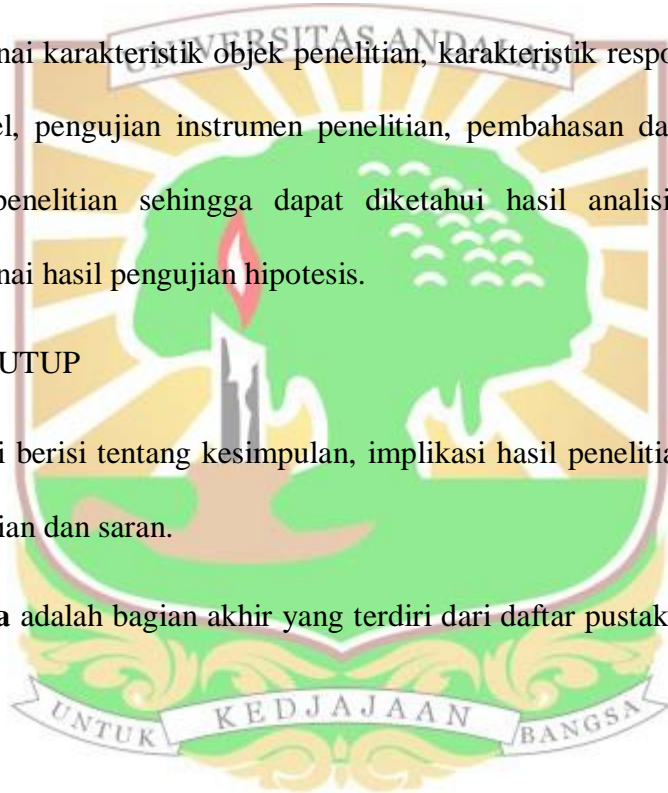 UNIVERSITAS ANDALAS
nai karakteristik objek penelitian, karakteristik respo
el, pengujian instrumen penelitian, pembahasan da
penelitian sehingga dapat diketahui hasil analisi
nai hasil pengujian hipotesis.
UTUP
i berisi tentang kesimpulan, implikasi hasil penelitia
ian dan saran.
a adalah bagian akhir yang terdiri dari daftar pustak
UNTUK KEDJAJAAN BANGSA